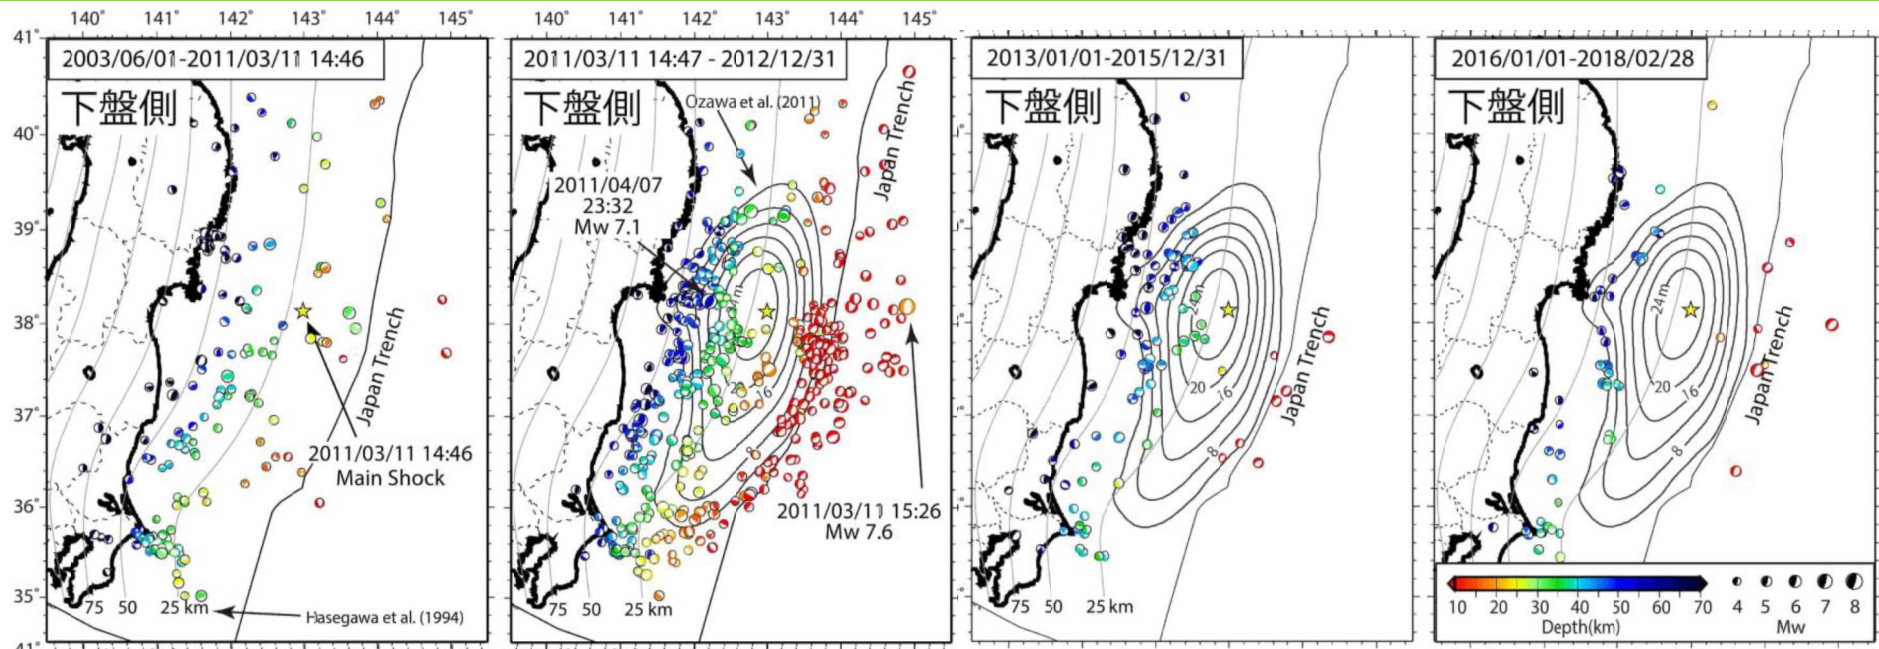 140˚ 141˚ 142˚ 143˚ 144˚ 145˚
140˚ 141˚ 142˚ 143˚ 144˚ 145˚
41˚
40˚
39˚
38˚
37˚
36˚
35˚
41˚
2003/06/01-2011/03/11 14:46
下盤側
Japan Trench
2011/03/11 14:46
Main Shock
75 50 25 km
Hasegawa et al. (1994)
2011/03/11 14:47 - 2012/12/31
下盤側
Ozawa et al. (2011)
Japan Trench
2011/04/07
23:32
Mw 7.1
16
2011/03/11 15:26
Mw 7.6
75 50 25 km
2013/01/01-2015/12/31
下盤側
24m
20
16
8
Japan Trench
75 50 25 km
2016/01/01-2018/02/28
下盤側
24m
20
16
8
Japan Trench
10 20 30 40 50 60 70
Depth(km)
4 5 6 7 8
Mw